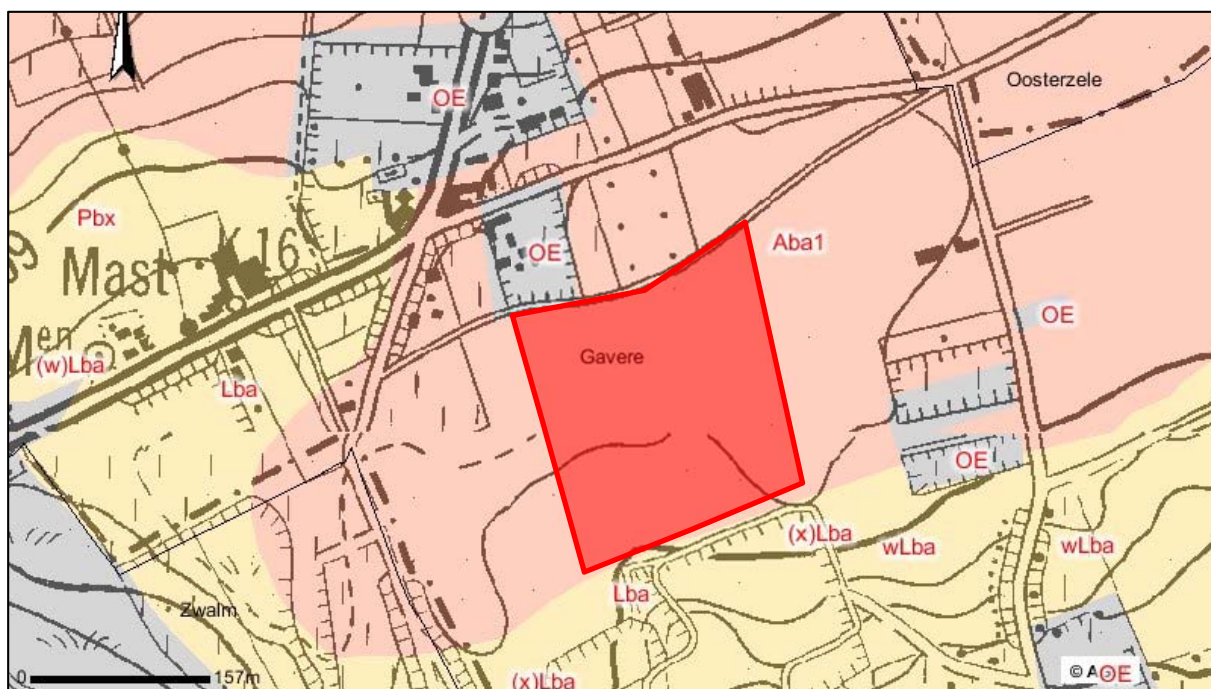 Oosterzele
OE
Pbx
Mast
K 16
Aba1
OE
OE
Gavere
(w)Lba
Lba
OE
(x)Lba
wLba
wLba
Lba
Zwalm
0
157m
(x)Lba
OE